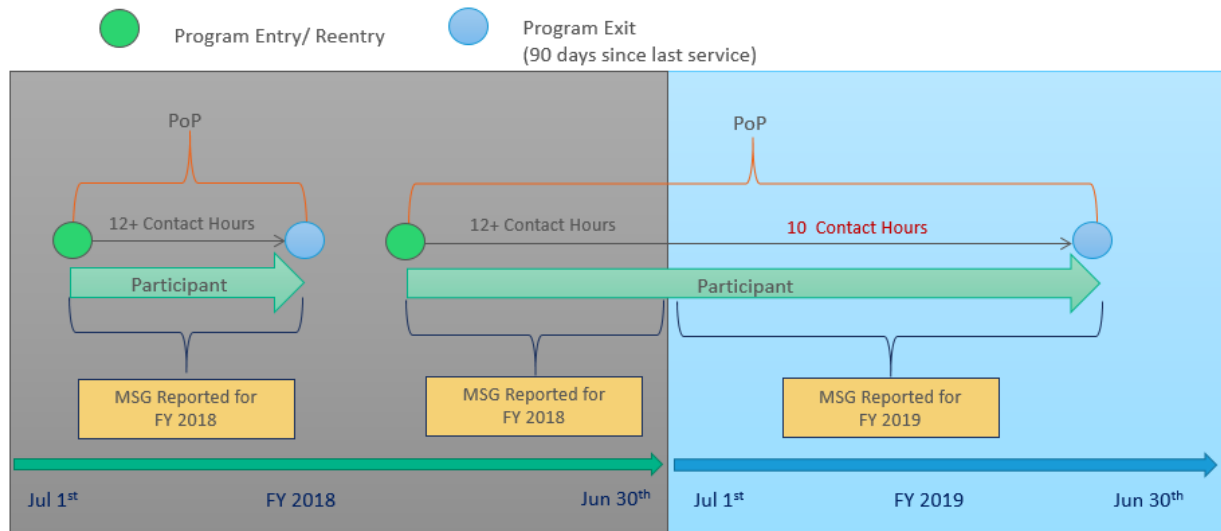 Program Entry/ Reentry
Program Exit
(90 days since last service)
PoP
PoP
12+ Contact Hours
12+ Contact Hours
10 Contact Hours
Participant
Participant
MSG Reported for
FY 2018
MSG Reported for
FY 2018
MSG Reported for
FY 2019
Jul 1st
FY 2018
Jun 30th
Jul 1st
FY 2019
Jun 30th